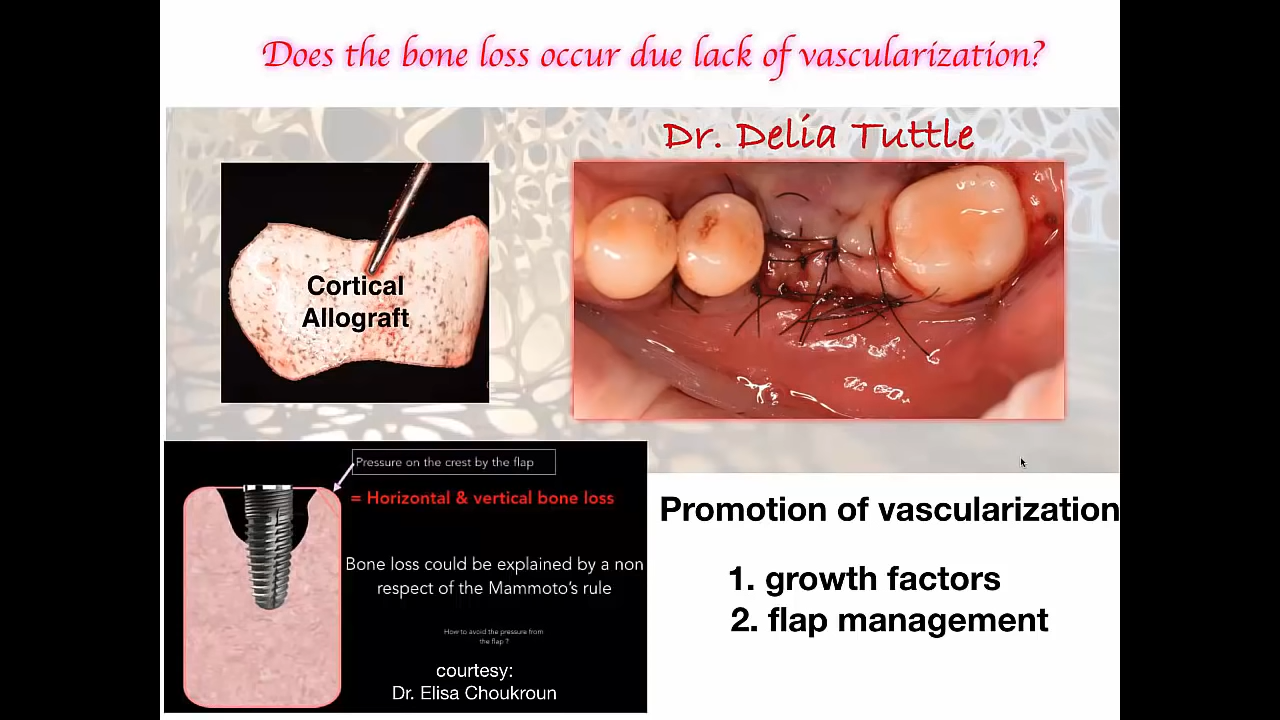 Does the bone loss occur due lack of vascularization?
Dr. Delia Tuttle
Cortical
Allograft
Pressure on the crest by the flap
= Horizontal & vertical bone loss
Bone loss could be explained by a non
respect of the Mammoto's rule
How to avoid the pressure from
the flap ?
courtesy:
Dr. Elisa Choukroun
Promotion of vascularization
1. growth factors
2. flap management